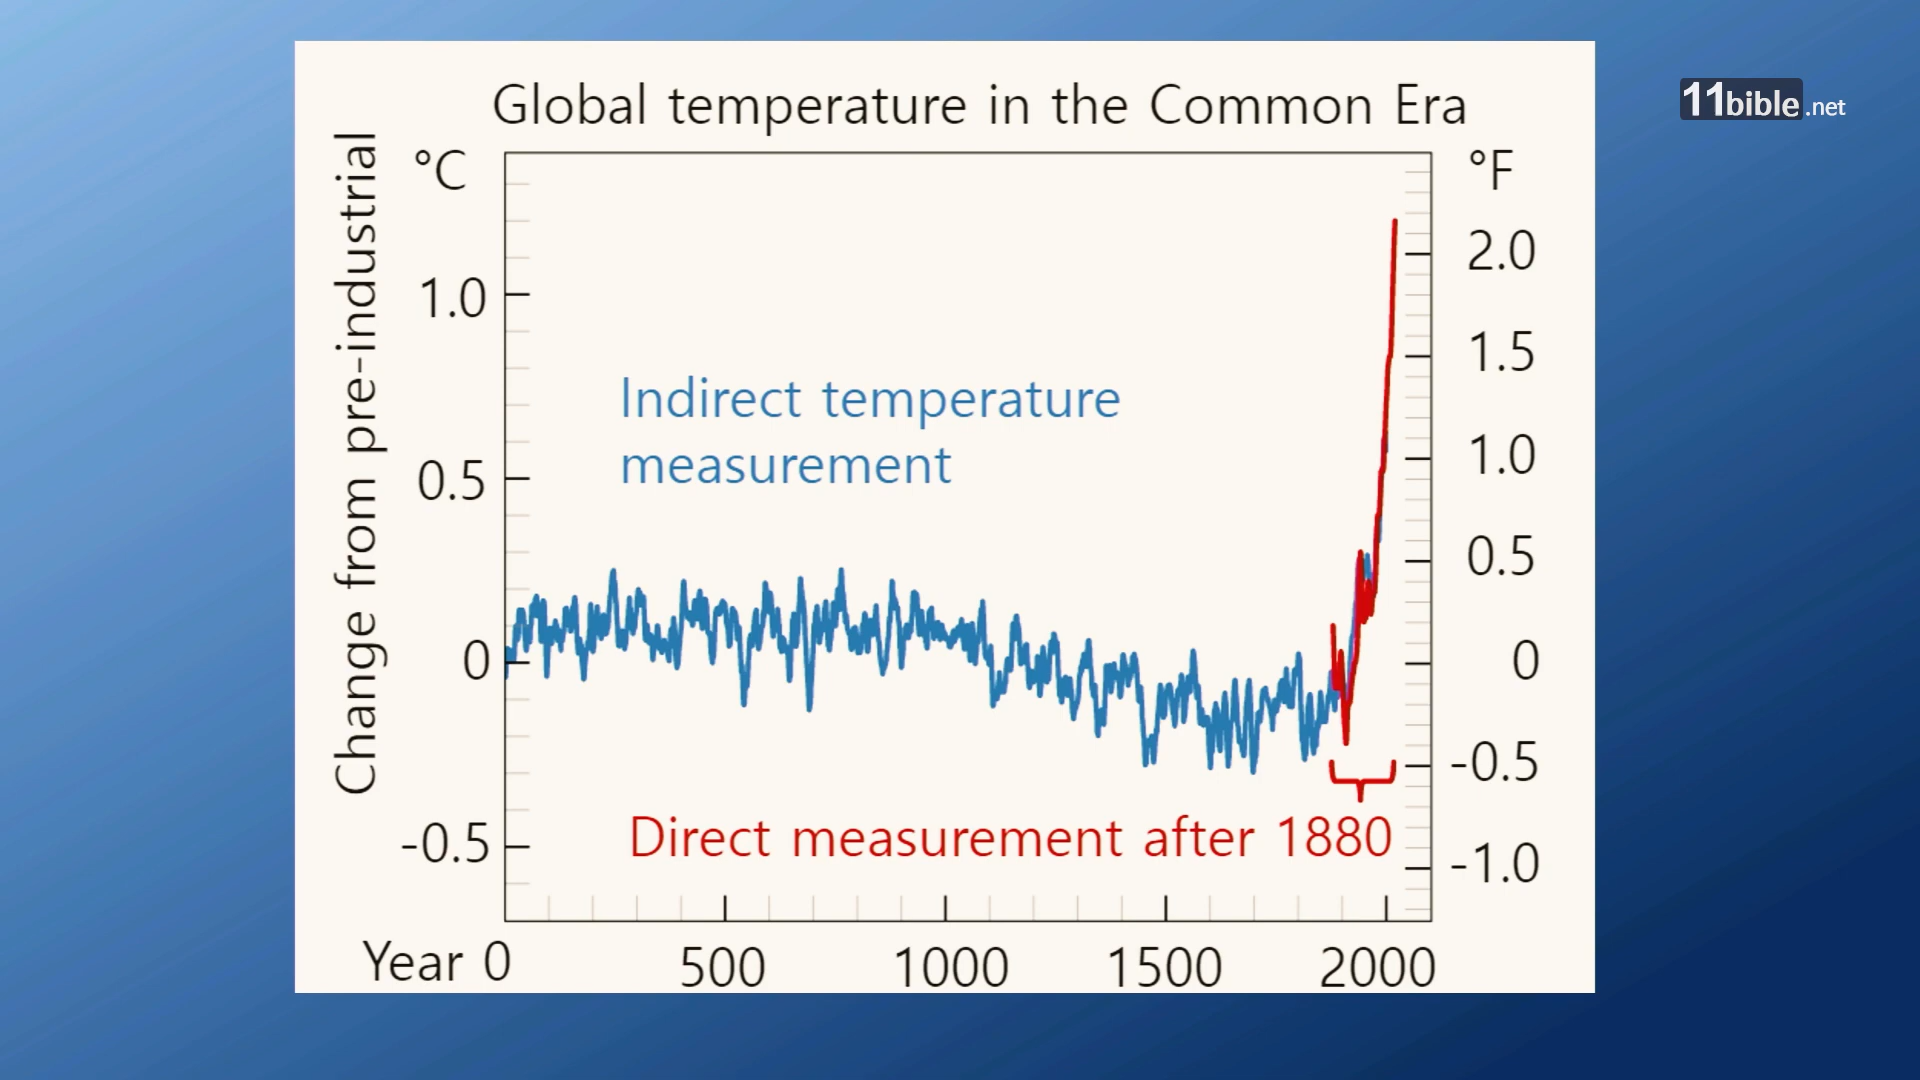 11bible.net
Global temperature in the Common Era
Change from pre-industrial
°C
1.0
0.5
0
-0.5
°F
2.0
1.5
1.0
0.5
0
-0.5
-1.0
Indirect temperature
measurement
Direct measurement after 1880
Year 0 500 1000 1500 2000